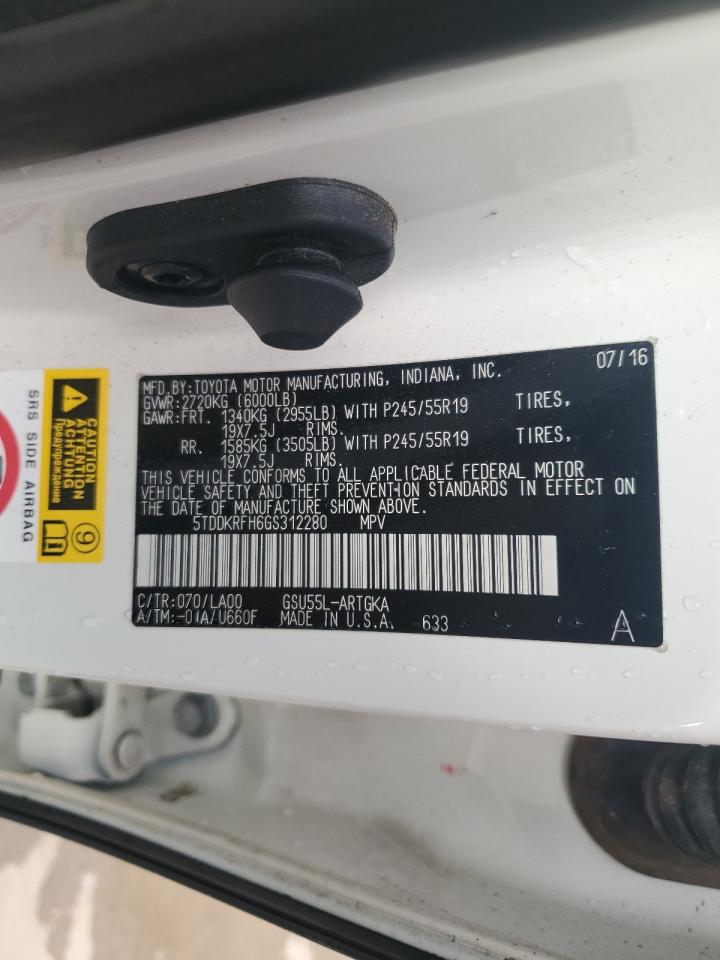 07/16
MFD.BY:TOYOTA MOTOR MANUFACTURING, INDIANA, INC.
GVWR:2720KG (6000LB)
GAWR:FRT. 1340KG (2955LB) WITH P245/55R19 TIRES,
19X7.5J RIMS.
RR. 1585KG (3505LB) WITH P245/55R19 TIRES,
19X7.5J RIMS.
THIS VEHICLE CONFORMS TO ALL APPLICABLE FEDERAL MOTOR
VEHICLE SAFETY AND THEFT PREVENTION STANDARDS IN EFFECT ON
THE DATE OF MANUFACTURE SHOWN ABOVE.
5TDDKRFH6GS312280 MPV
C/TR:070/LA00 GSU55L-ARTGKA
A/TM:-01A/U660F MADE IN U.S.A. 633
A
SRS SIDE AIRBAG
CAUTION
ATTENTION
ACHTUNG
Предупреждение
9